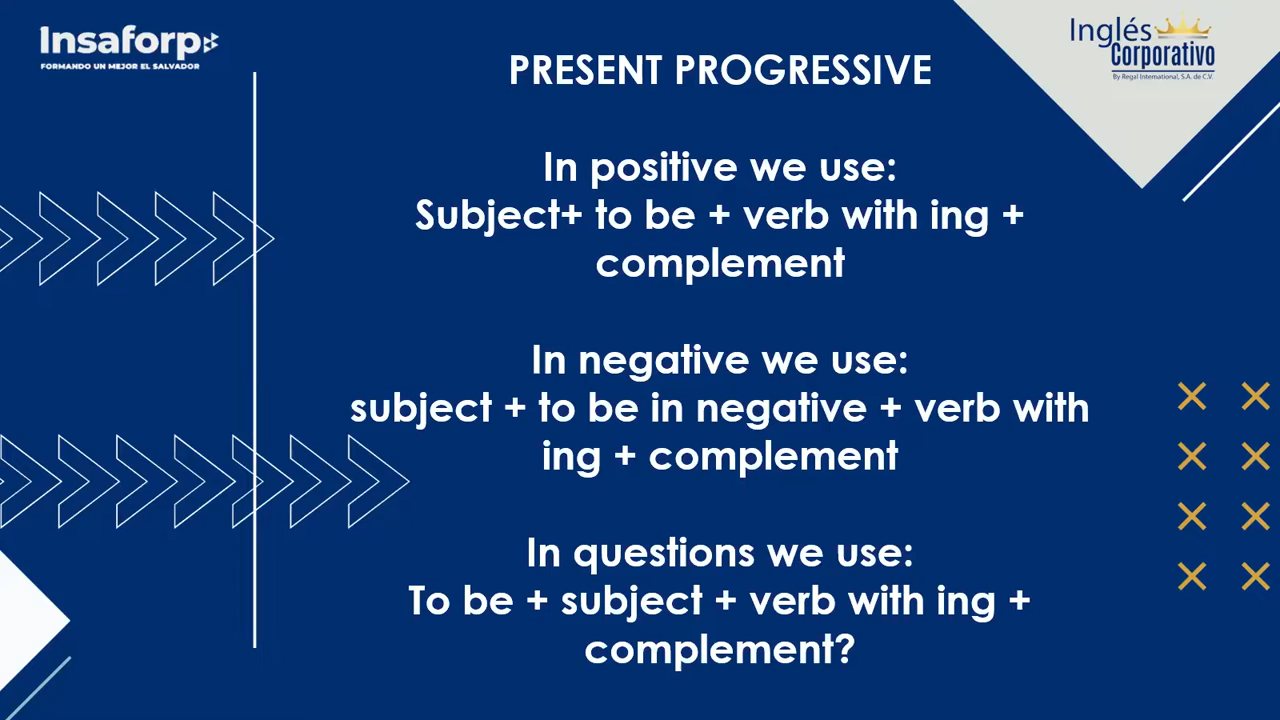 Insaforp
FORMANDO UN MEJOR EL SALVADOR
Inglés
Corporativo
By Regal International, S.A. de C.V.
PRESENT PROGRESSIVE
In positive we use:
Subject+ to be + verb with ing +
complement
In negative we use:
subject + to be in negative + verb with
ing + complement
In questions we use:
To be + subject + verb with ing +
complement?